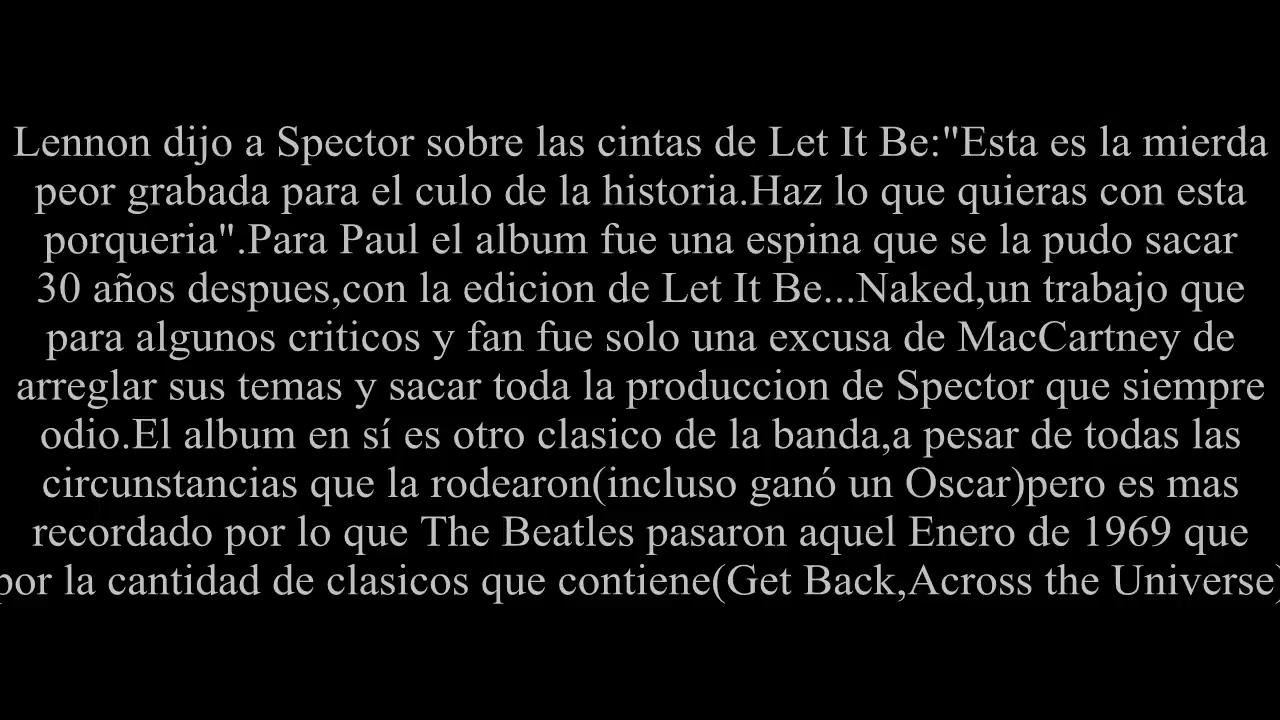 Lennon dijo a Spector sobre las cintas de Let It Be:"Esta es la mierda
peor grabada para el culo de la historia.Haz lo que quieras con esta
porqueria".Para Paul el album fue una espina que se la pudo sacar
30 años despues,con la edicion de Let It Be...Naked,un trabajo que
para algunos criticos y fan fue solo una excusa de MacCartney de
arreglar sus temas y sacar toda la produccion de Spector que siempre
odio.El album en sí es otro clasico de la banda,a pesar de todas las
circunstancias que la rodearon(incluso ganó un Oscar)pero es mas
recordado por lo que The Beatles pasaron aquel Enero de 1969 que
por la cantidad de clasicos que contiene(Get Back,Across the Universe)